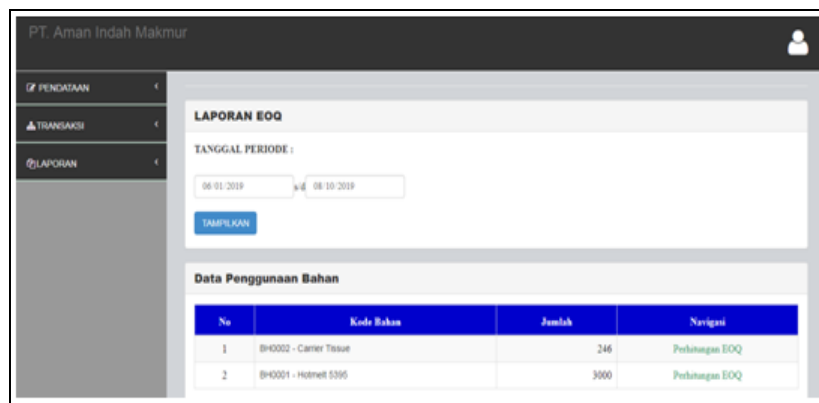 PT. Aman Indah Makmur
PENDATAAN
TRANSAKSI
LAPORAN
LAPORAN EOQ
TANGGAL PERIODE :
06/01/2019 s/d 08/10/2019
TAMPILKAN
Data Penggunaan Bahan
No Kode Bahan Jumlah Navigasi
1 BH0002 - Carrier Tissue 246 Perhitungan EOQ
2 BH0001 - Hotmelt 5395 3000 Perhitungan EOQ